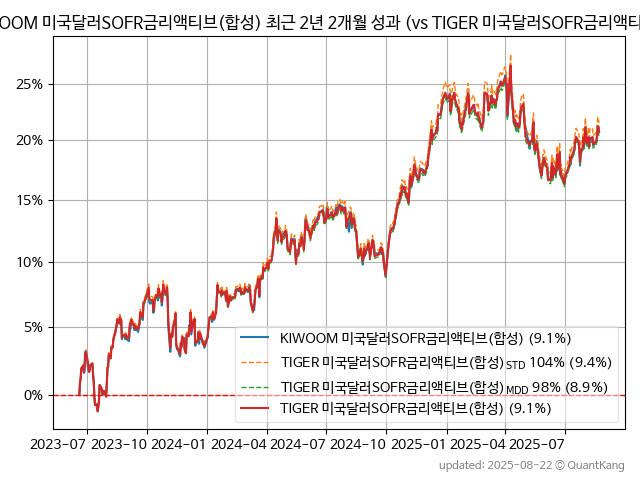 OOM 미국달러SOFR금리액티브(합성) 최근 2년 2개월 성과 (vs TIGER 미국달러SOFR금리액티
25%
20%
15%
10%
5%
0%
KIWOOM 미국달러SOFR금리액티브(합성) (9.1%)
TIGER 미국달러SOFR금리액티브(합성) STD 104% (9.4%)
TIGER 미국달러SOFR금리액티브(합성) MDD 98% (8.9%)
TIGER 미국달러SOFR금리액티브(합성) (9.1%)
2023-07 2023-10 2024-01 2024-04 2024-07 2024-10 2025-01 2025-04 2025-07
updated: 2025-08-22 © QuantKang